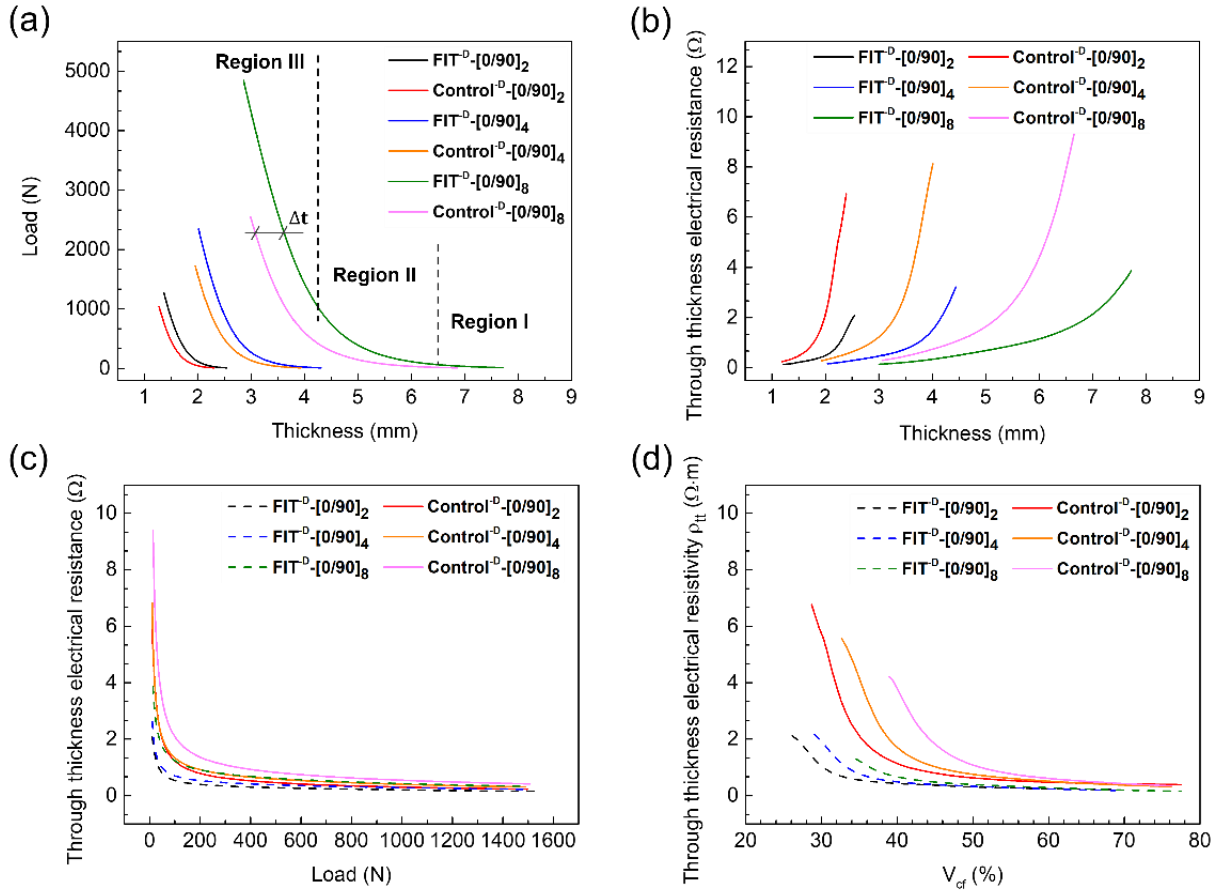 (a)
Load (N)
5000
4000
3000
2000
1000
0
Region III
Region II
Region I
Δt
FIT⁻ᴰ-[0/90]₂
Control⁻ᴰ-[0/90]₂
FIT⁻ᴰ-[0/90]₄
Control⁻ᴰ-[0/90]₄
FIT⁻ᴰ-[0/90]₈
Control⁻ᴰ-[0/90]₈
1 2 3 4 5 6 7 8 9
Thickness (mm)
(b)
Through thickness electrical resistance (Ω)
12
10
8
6
4
2
0
FIT⁻ᴰ-[0/90]₂ Control⁻ᴰ-[0/90]₂
FIT⁻ᴰ-[0/90]₄ Control⁻ᴰ-[0/90]₄
FIT⁻ᴰ-[0/90]₈ Control⁻ᴰ-[0/90]₈
1 2 3 4 5 6 7 8 9
Thickness (mm)
(c)
Through thickness electrical resistance (Ω)
10
8
6
4
2
0
FIT⁻ᴰ-[0/90]₂ Control⁻ᴰ-[0/90]₂
FIT⁻ᴰ-[0/90]₄ Control⁻ᴰ-[0/90]₄
FIT⁻ᴰ-[0/90]₈ Control⁻ᴰ-[0/90]₈
0 200 400 600 800 1000 1200 1400 1600
Load (N)
(d)
Through thickness electrical resistivity ρₜₜ (Ω·m)
10
8
6
4
2
0
FIT⁻ᴰ-[0/90]₂ Control⁻ᴰ-[0/90]₂
FIT⁻ᴰ-[0/90]₄ Control⁻ᴰ-[0/90]₄
FIT⁻ᴰ-[0/90]₈ Control⁻ᴰ-[0/90]₈
20 30 40 50 60 70 80
V_cf (%)